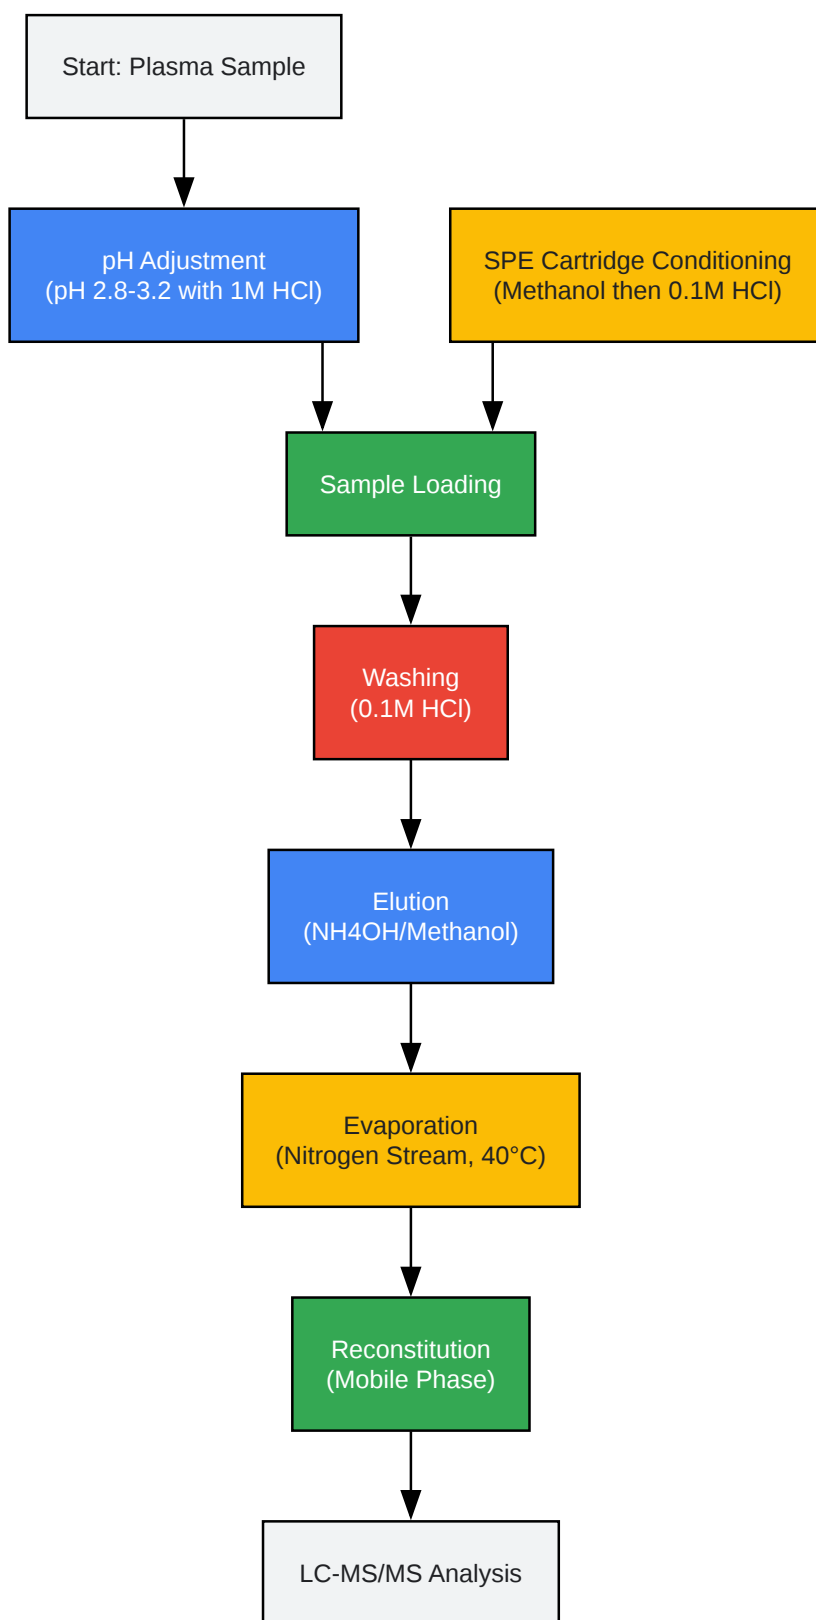 Start: Plasma Sample
pH Adjustment
(pH 2.8-3.2 with 1M HCl)
SPE Cartridge Conditioning
(Methanol then 0.1M HCl)
Sample Loading
Washing
(0.1M HCl)
Elution
(NH4OH/Methanol)
Evaporation
(Nitrogen Stream, 40°C)
Reconstitution
(Mobile Phase)
LC-MS/MS Analysis